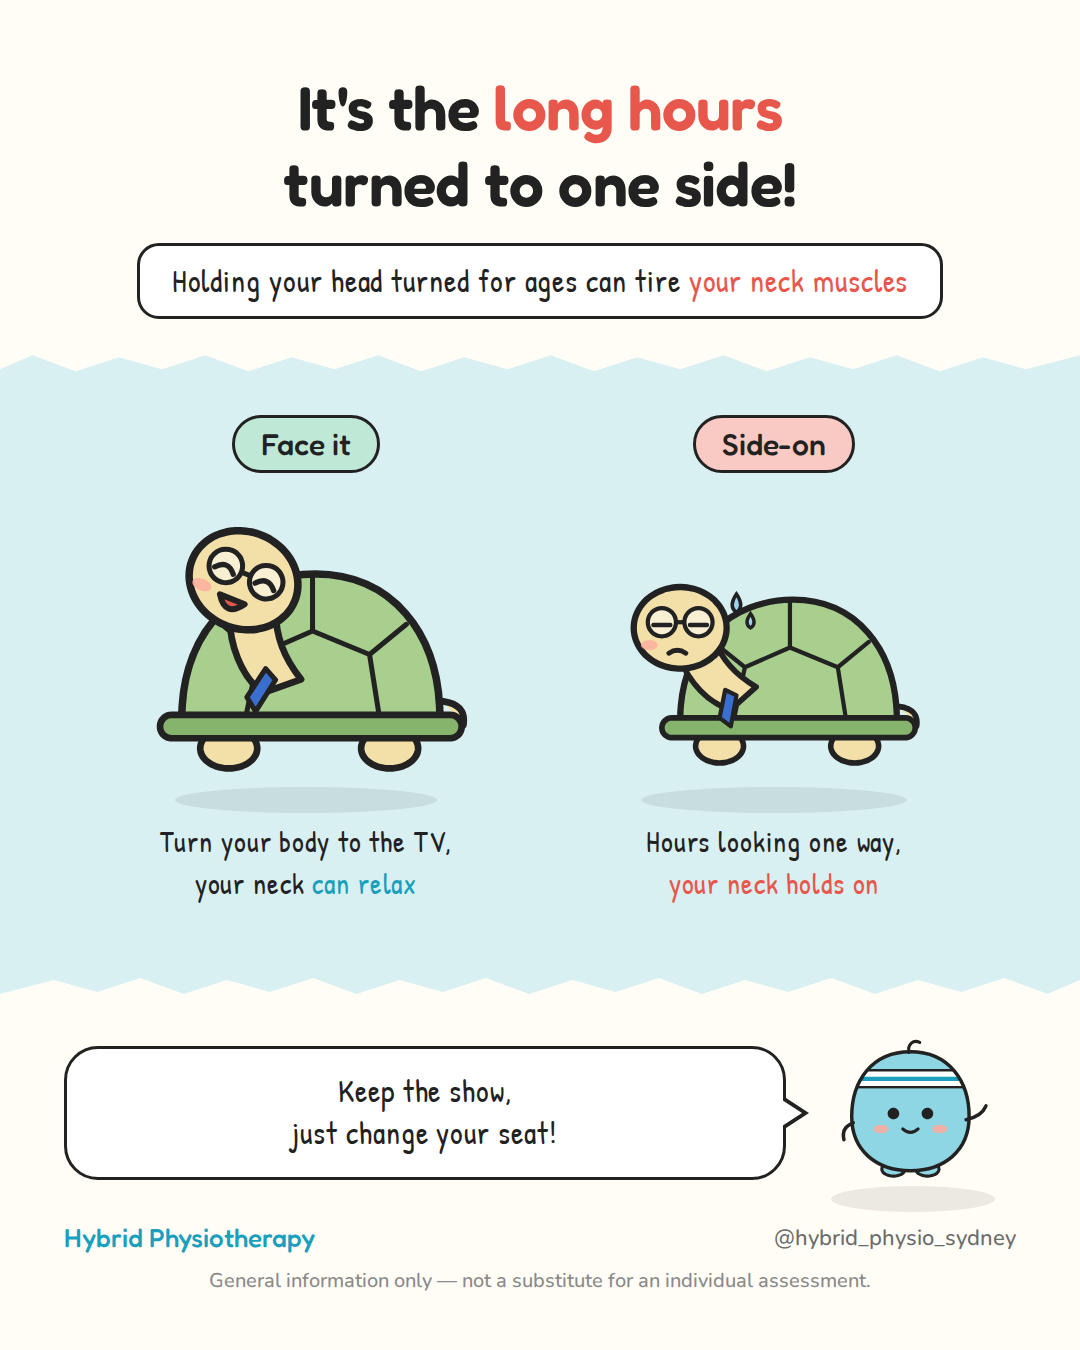 It's the long hours
turned to one side!
Holding your head turned for ages can tire your neck muscles
Face it
Side-on
Turn your body to the TV,
your neck can relax
Hours looking one way,
your neck holds on
Keep the show,
just change your seat!
Hybrid Physiotherapy
@hybrid_physio_sydney
General information only — not a substitute for an individual assessment.